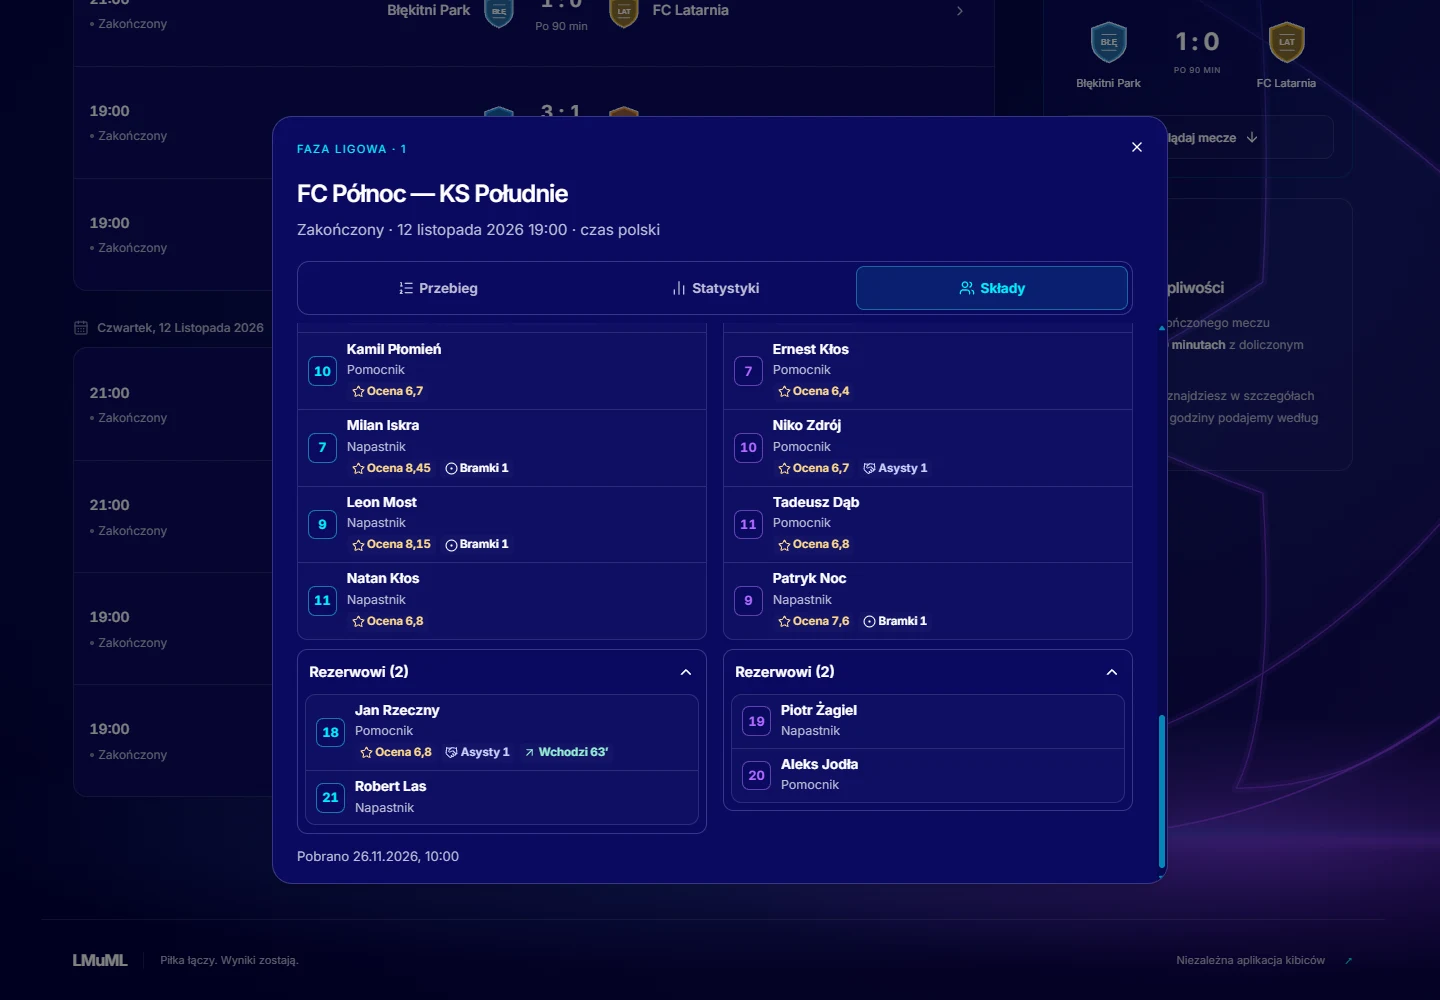 21:00
• Zakończony
Błękitni Park
BŁĘ
1:0
Po 90 min
LAT
FC Latarnia
19:00
• Zakończony
3:1
19:00
• Zakończony
Czwartek, 12 Listopada 2026
21:00
• Zakończony
21:00
• Zakończony
19:00
• Zakończony
19:00
• Zakończony
FAZA LIGOWA · 1
FC Północ — KS Południe
Zakończony · 12 listopada 2026 19:00 · czas polski
Przebieg
Statystyki
Składy
10
Kamil Płomień
Pomocnik
Ocena 6,7
7
Milan Iskra
Napastnik
Ocena 8,45 Bramki 1
9
Leon Most
Napastnik
Ocena 8,15 Bramki 1
11
Natan Kłos
Napastnik
Ocena 6,8
Rezerwowi (2)
18
Jan Rzeczny
Pomocnik
Ocena 6,8 Asysty 1 Wchodzi 63′
21
Robert Las
Napastnik
7
Ernest Kłos
Pomocnik
Ocena 6,4
10
Niko Zdrój
Pomocnik
Ocena 6,7 Asysty 1
11
Tadeusz Dąb
Pomocnik
Ocena 6,8
9
Patryk Noc
Napastnik
Ocena 7,6 Bramki 1
Rezerwowi (2)
19
Piotr Żagiel
Napastnik
20
Aleks Jodła
Pomocnik
Pobrano 26.11.2026, 10:00
BŁĘ
1:0
PO 90 MIN
LAT
Błękitni Park
FC Latarnia
lądaj mecze
pliwości
ończonego meczu
minutach z doliczonym
znajdziesz w szczegółach
godziny podajemy według
LMuML
Piłka łączy. Wyniki zostają.
Niezależna aplikacja kibiców